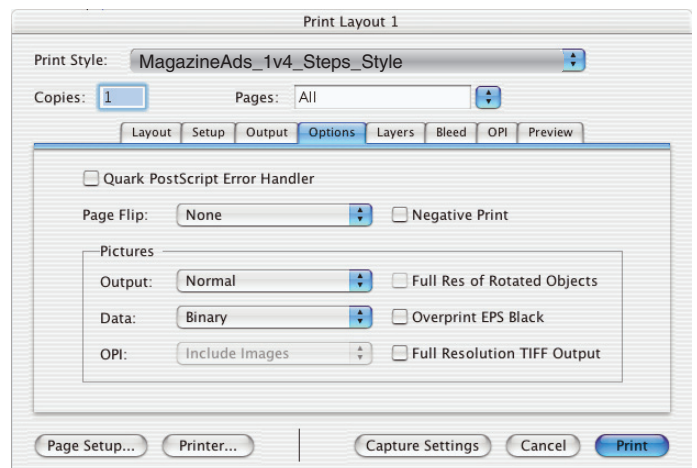 Print Layout 1
Print Style: MagazineAds_1v4_Steps_Style
Copies: 1 Pages: All
Layout Setup Output Options Layers Bleed OPI Preview
Quark PostScript Error Handler
Page Flip: None Negative Print
Pictures
Output: Normal Full Res of Rotated Objects
Data: Binary Overprint EPS Black
OPI: Include Images Full Resolution TIFF Output
Page Setup... Printer... Capture Settings Cancel Print